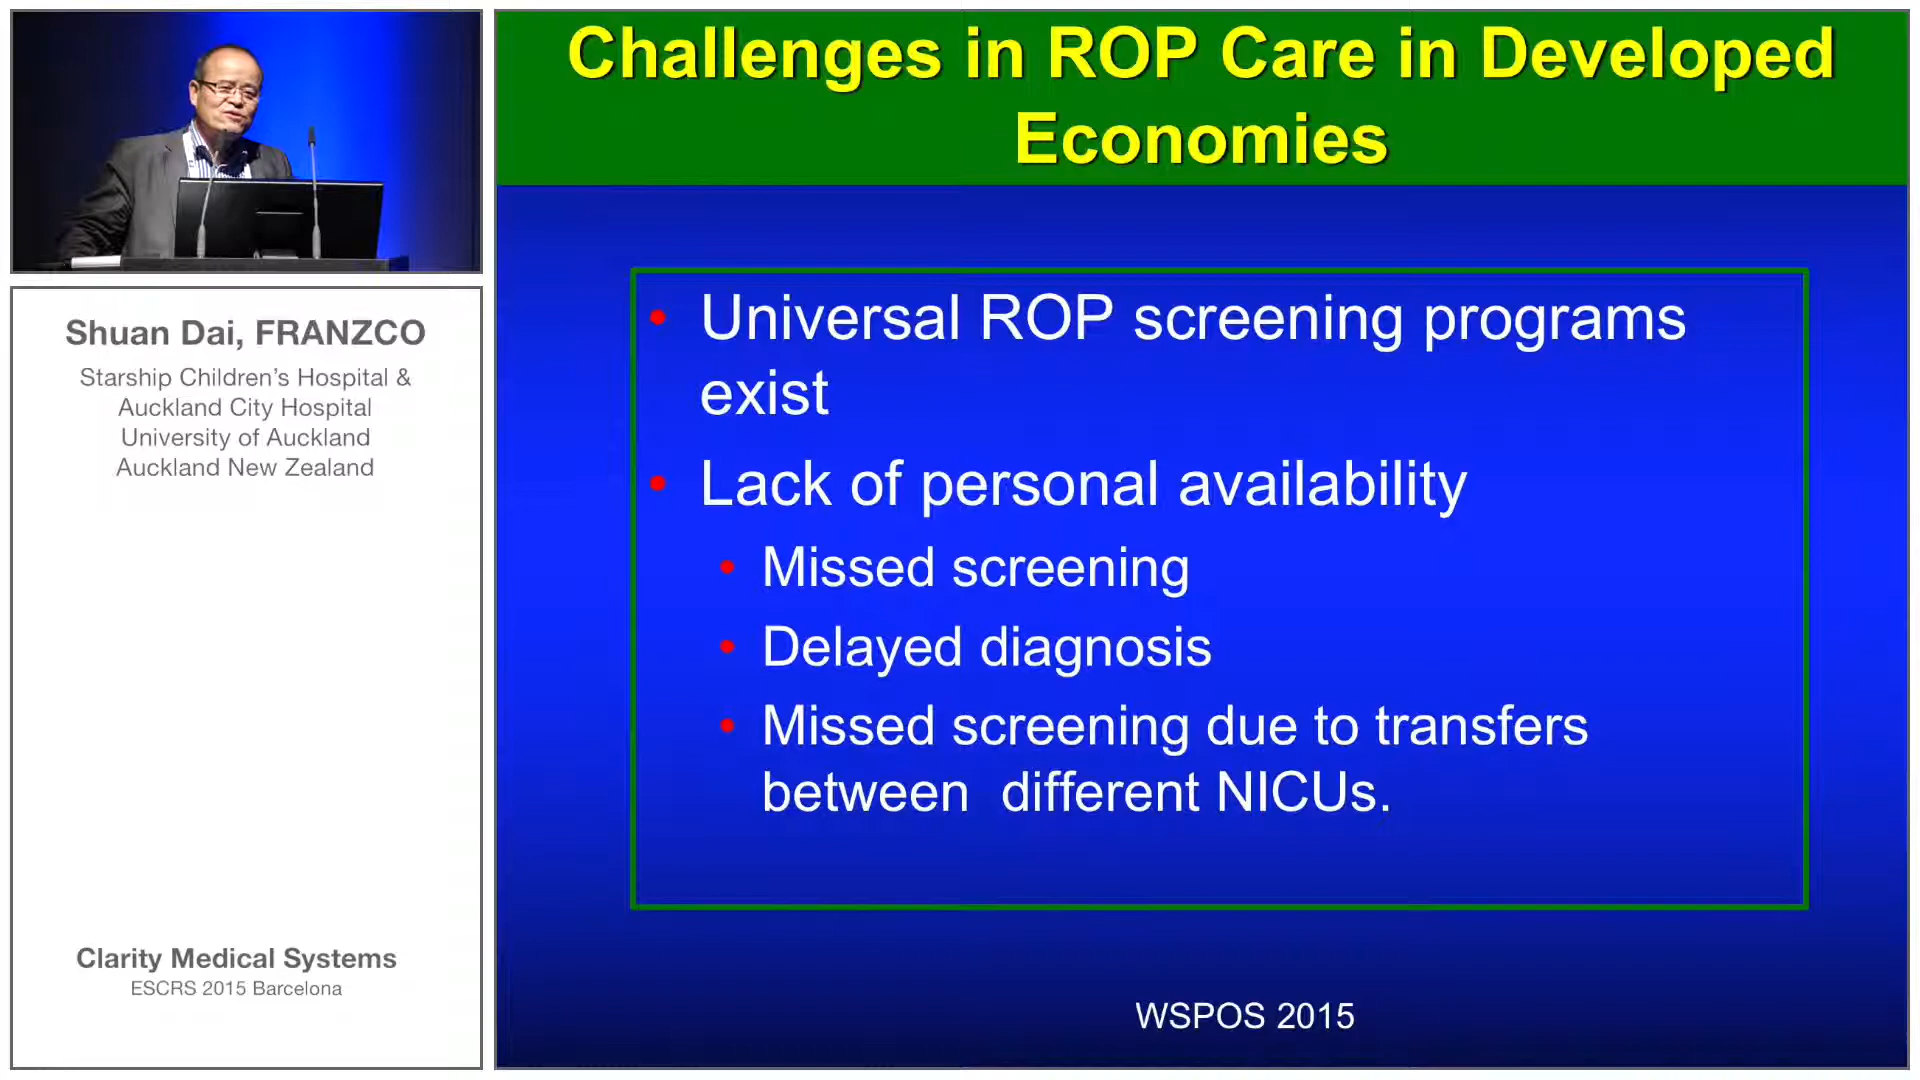 Shuan Dai, FRANZCO
Starship Children's Hospital &
Auckland City Hospital
University of Auckland
Auckland New Zealand
Clarity Medical Systems
ESCRS 2015 Barcelona
Challenges in ROP Care in Developed
Economies
• Universal ROP screening programs
exist
• Lack of personal availability
• Missed screening
• Delayed diagnosis
• Missed screening due to transfers
between  different NICUs.
WSPOS 2015